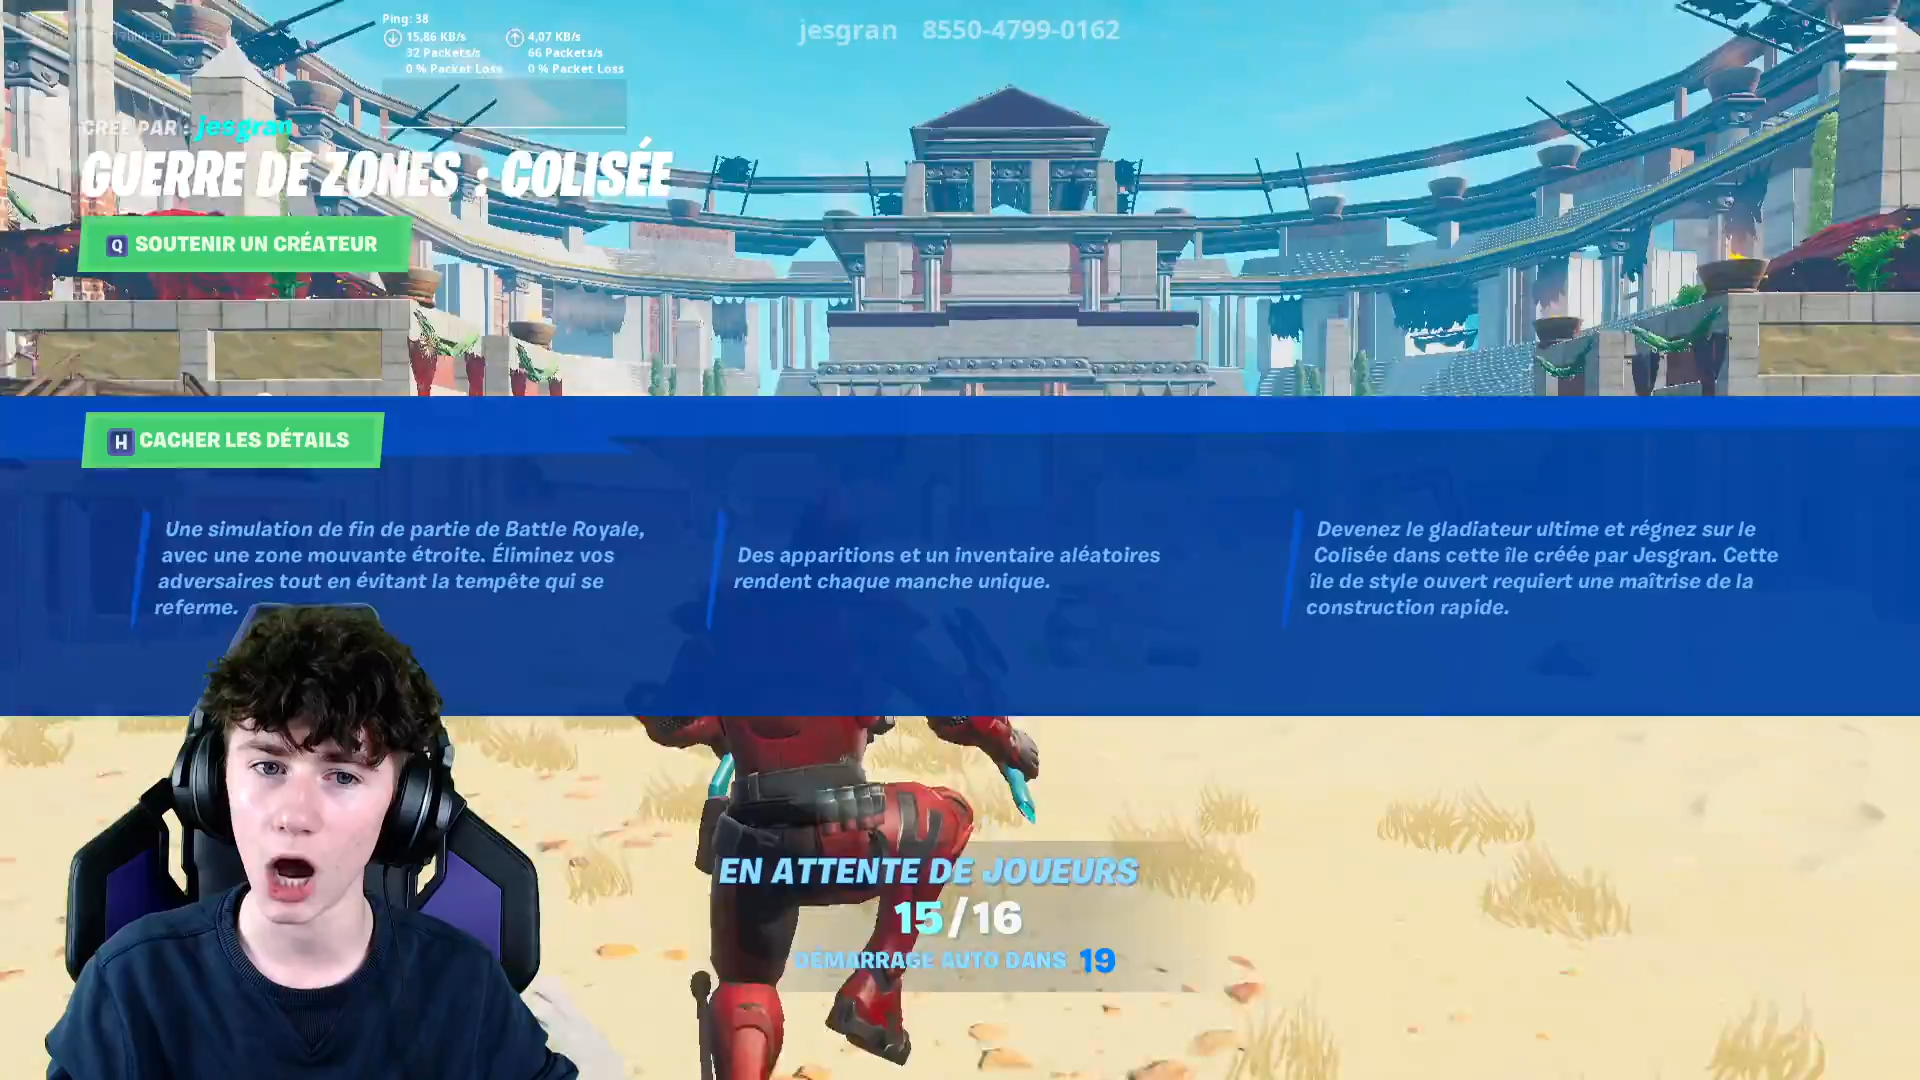 Ping: 38
15,86 KB/s 4,07 KB/s
32 Packets/s 66 Packets/s
0 % Packet Loss 0 % Packet Loss
jesgran 8550-4799-0162
CRÉÉ PAR : jesgran
GUERRE DE ZONES : COLISÉE
Q SOUTENIR UN CRÉATEUR
H CACHER LES DÉTAILS
Une simulation de fin de partie de Battle Royale,
avec une zone mouvante étroite. Éliminez vos
adversaires tout en évitant la tempête qui se
referme.
Des apparitions et un inventaire aléatoires
rendent chaque manche unique.
Devenez le gladiateur ultime et régnez sur le
Colisée dans cette île créée par Jesgran. Cette
île de style ouvert requiert une maîtrise de la
construction rapide.
EN ATTENTE DE JOUEURS
15/16
DÉMARRAGE AUTO DANS 19